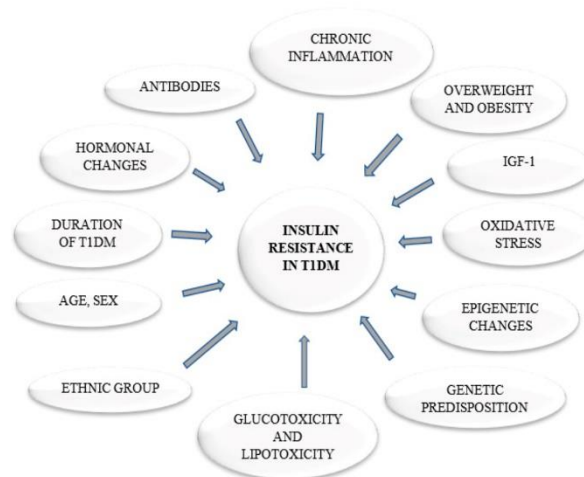 CHRONIC
INFLAMMATION
ANTIBODIES
OVERWEIGHT
AND OBESITY
HORMONAL
CHANGES
IGF-1
DURATION
OF T1DM
INSULIN
RESISTANCE
IN T1DM
OXIDATIVE
STRESS
AGE, SEX
EPIGENETIC
CHANGES
ETHNIC GROUP
GENETIC
PREDISPOSITION
GLUCOTOXICITY
AND
LIPOTOXICITY